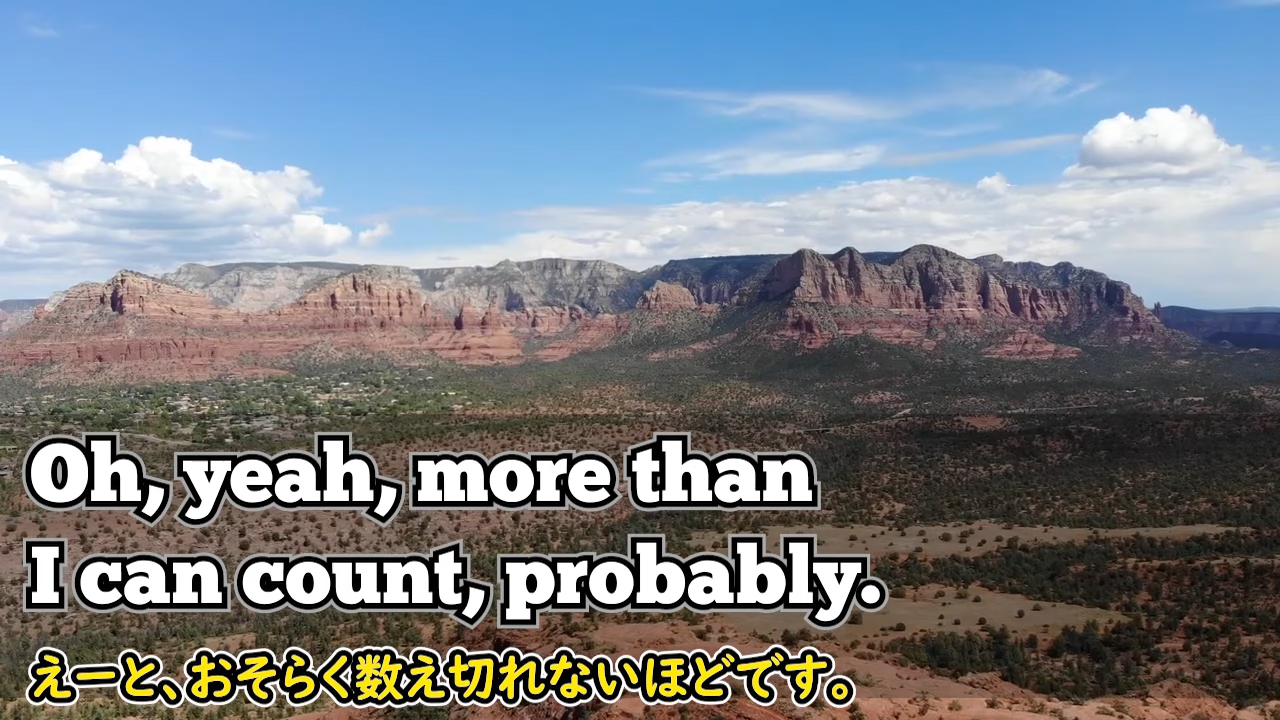 Oh, yeah, more than
I can count, probably.
えーと、おそらく数え切れないほどです。